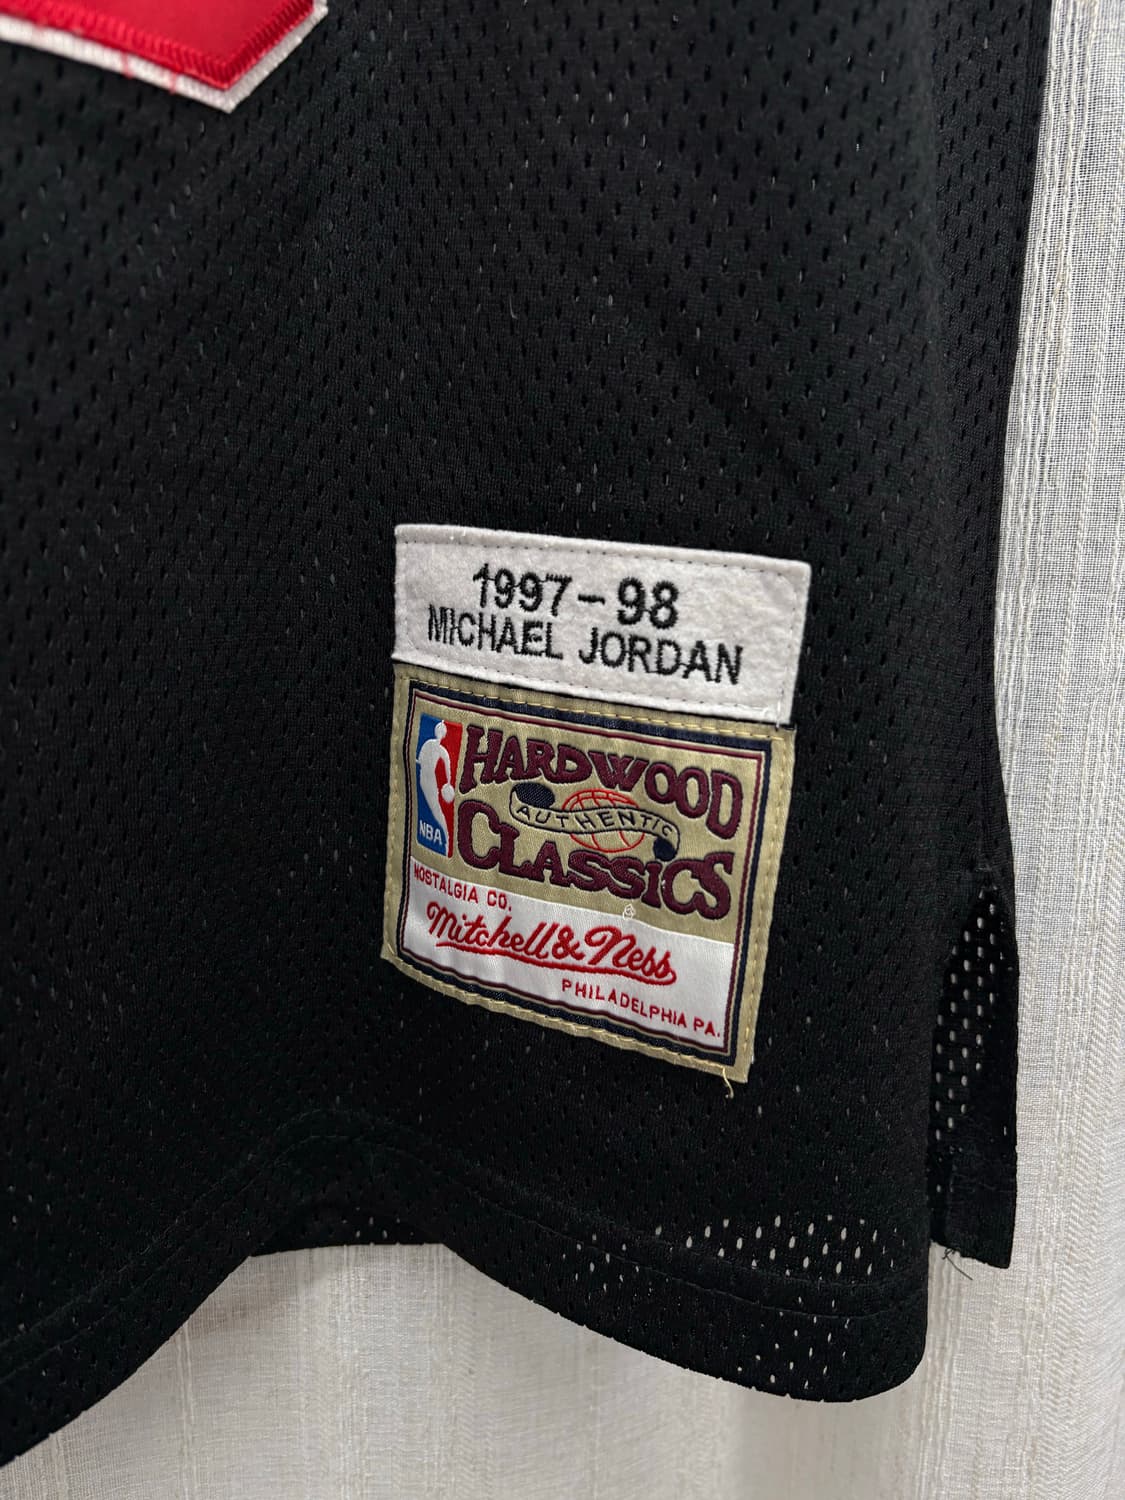 1997-98
MICHAEL JORDAN
HARDWOOD
AUTHENTIC
CLASSICS
NBA
NOSTALGIA CO.
Mitchell & Ness
PHILADELPHIA PA.